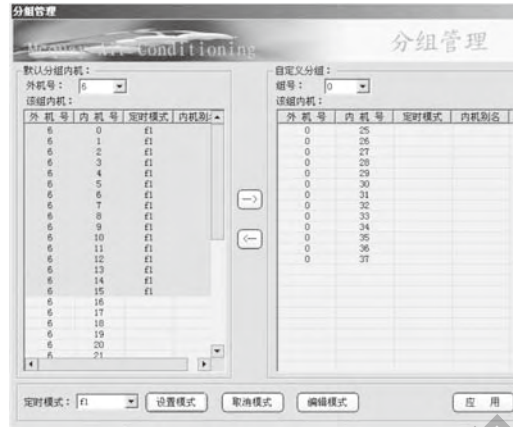 分组管理
Mcquay Air Conditioning
分组管理
默认分组内机：
外机号： 6
该组内机：
外 机 号 内 机 号 定时模式 内机别
6 0 f1
6 1 f1
6 2 f1
6 3 f1
6 4 f1
6 5 f1
6 6 f1
6 7 f1
6 8 f1
6 9 f1
6 10 f1
6 11 f1
6 12 f1
6 13 f1
6 14 f1
6 15 f1
6 16
6 17
6 18
6 19
6 20
6 21
-->
<--
自定义分组：
组号： 0
该组内机：
外 机 号 内 机 号 定时模式 内机别名
0 25
0 26
0 27
0 28
0 29
0 30
0 31
0 32
0 33
0 34
0 35
0 36
0 37
定时模式： f1 设置模式 取消模式 编辑模式 应 用